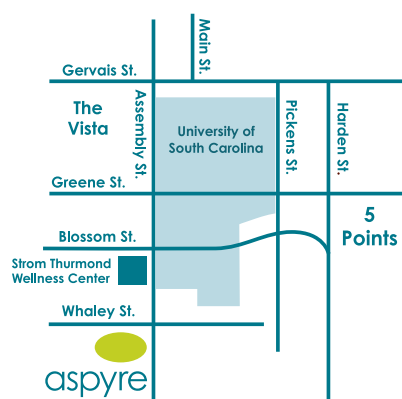 Main St.
Gervais St.
The
Vista
Assembly St.
University of
South Carolina
Pickens St.
Harden St.
Greene St.
5
Points
Blossom St.
Strom Thurmond
Wellness Center
Whaley St.
aspyre